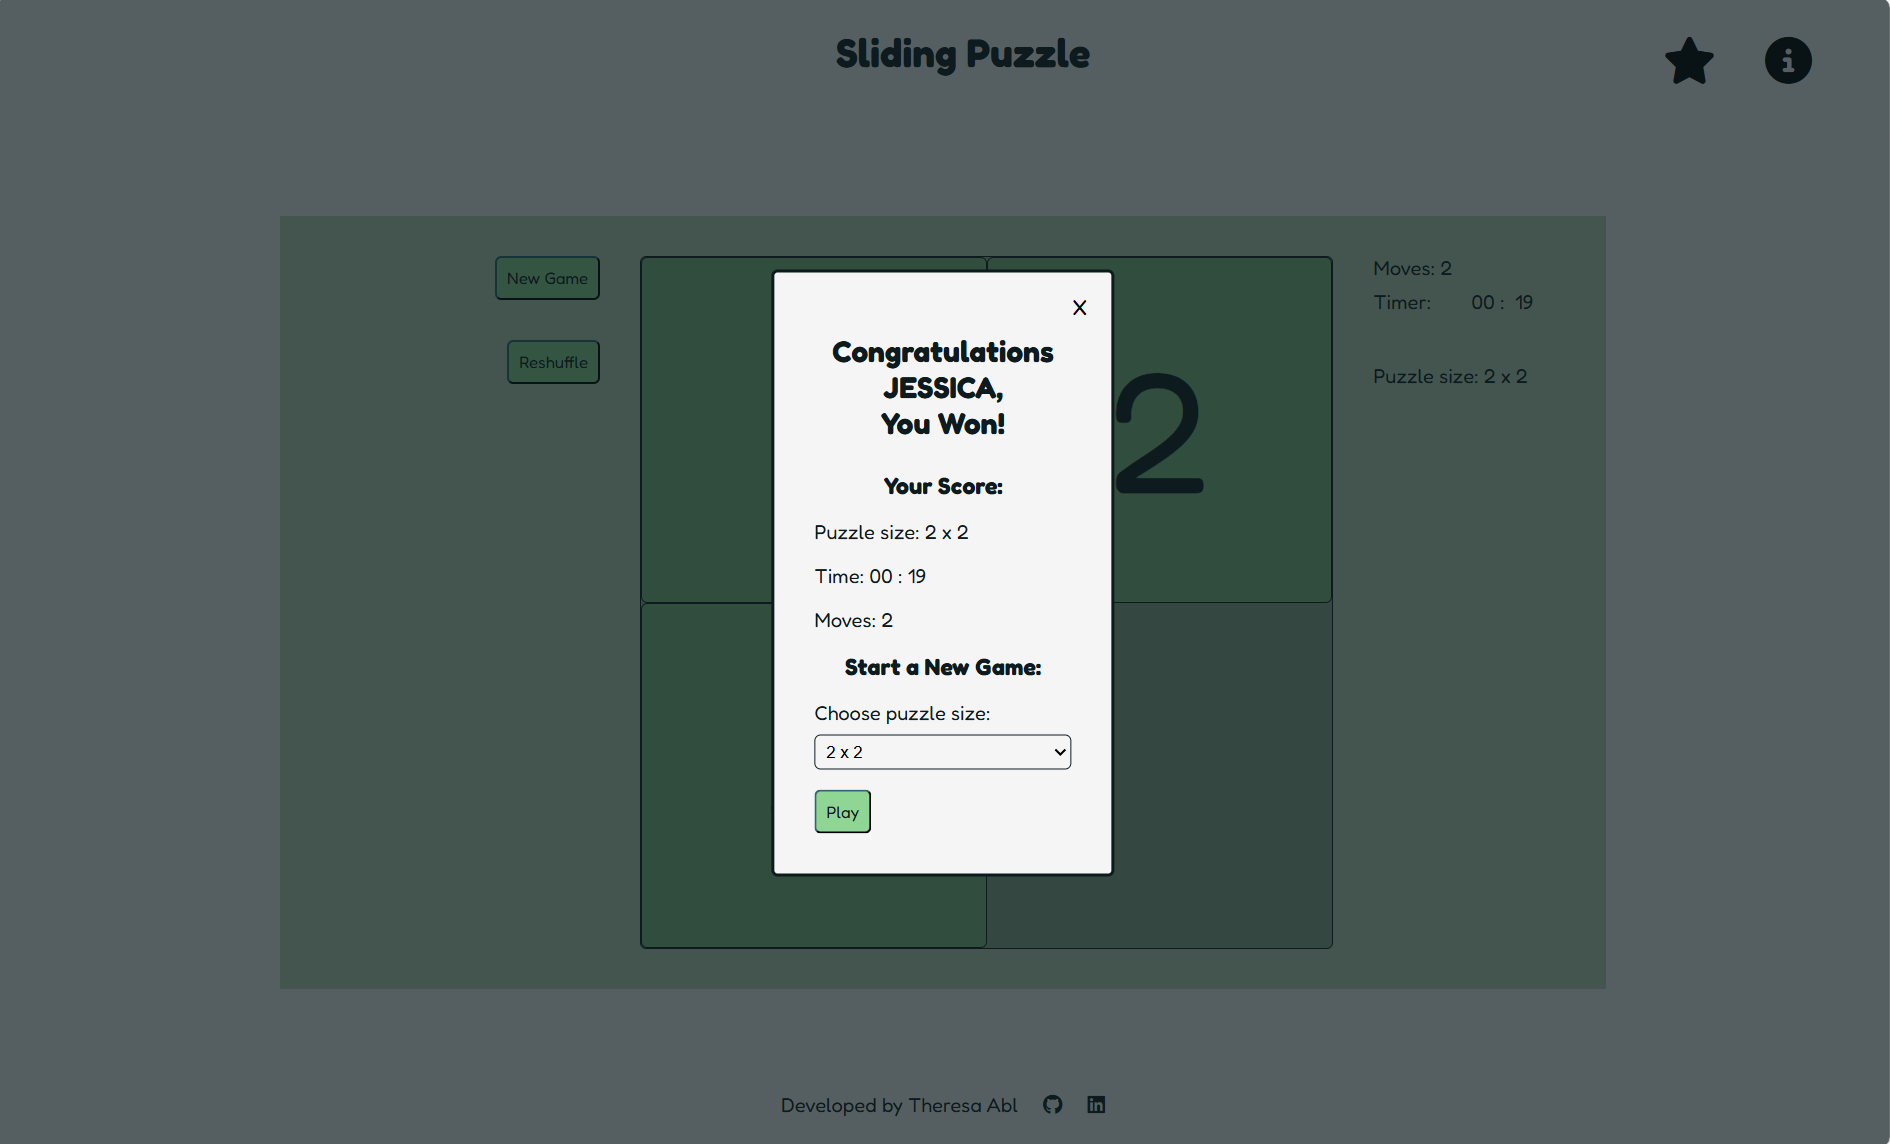 Sliding Puzzle
New Game
Reshuffle
2
Moves: 2
Timer: 00 : 19
Puzzle size: 2 x 2
X
Congratulations
JESSICA,
You Won!
Your Score:
Puzzle size: 2 x 2
Time: 00 : 19
Moves: 2
Start a New Game:
Choose puzzle size:
2 x 2
Play
Developed by Theresa Abl